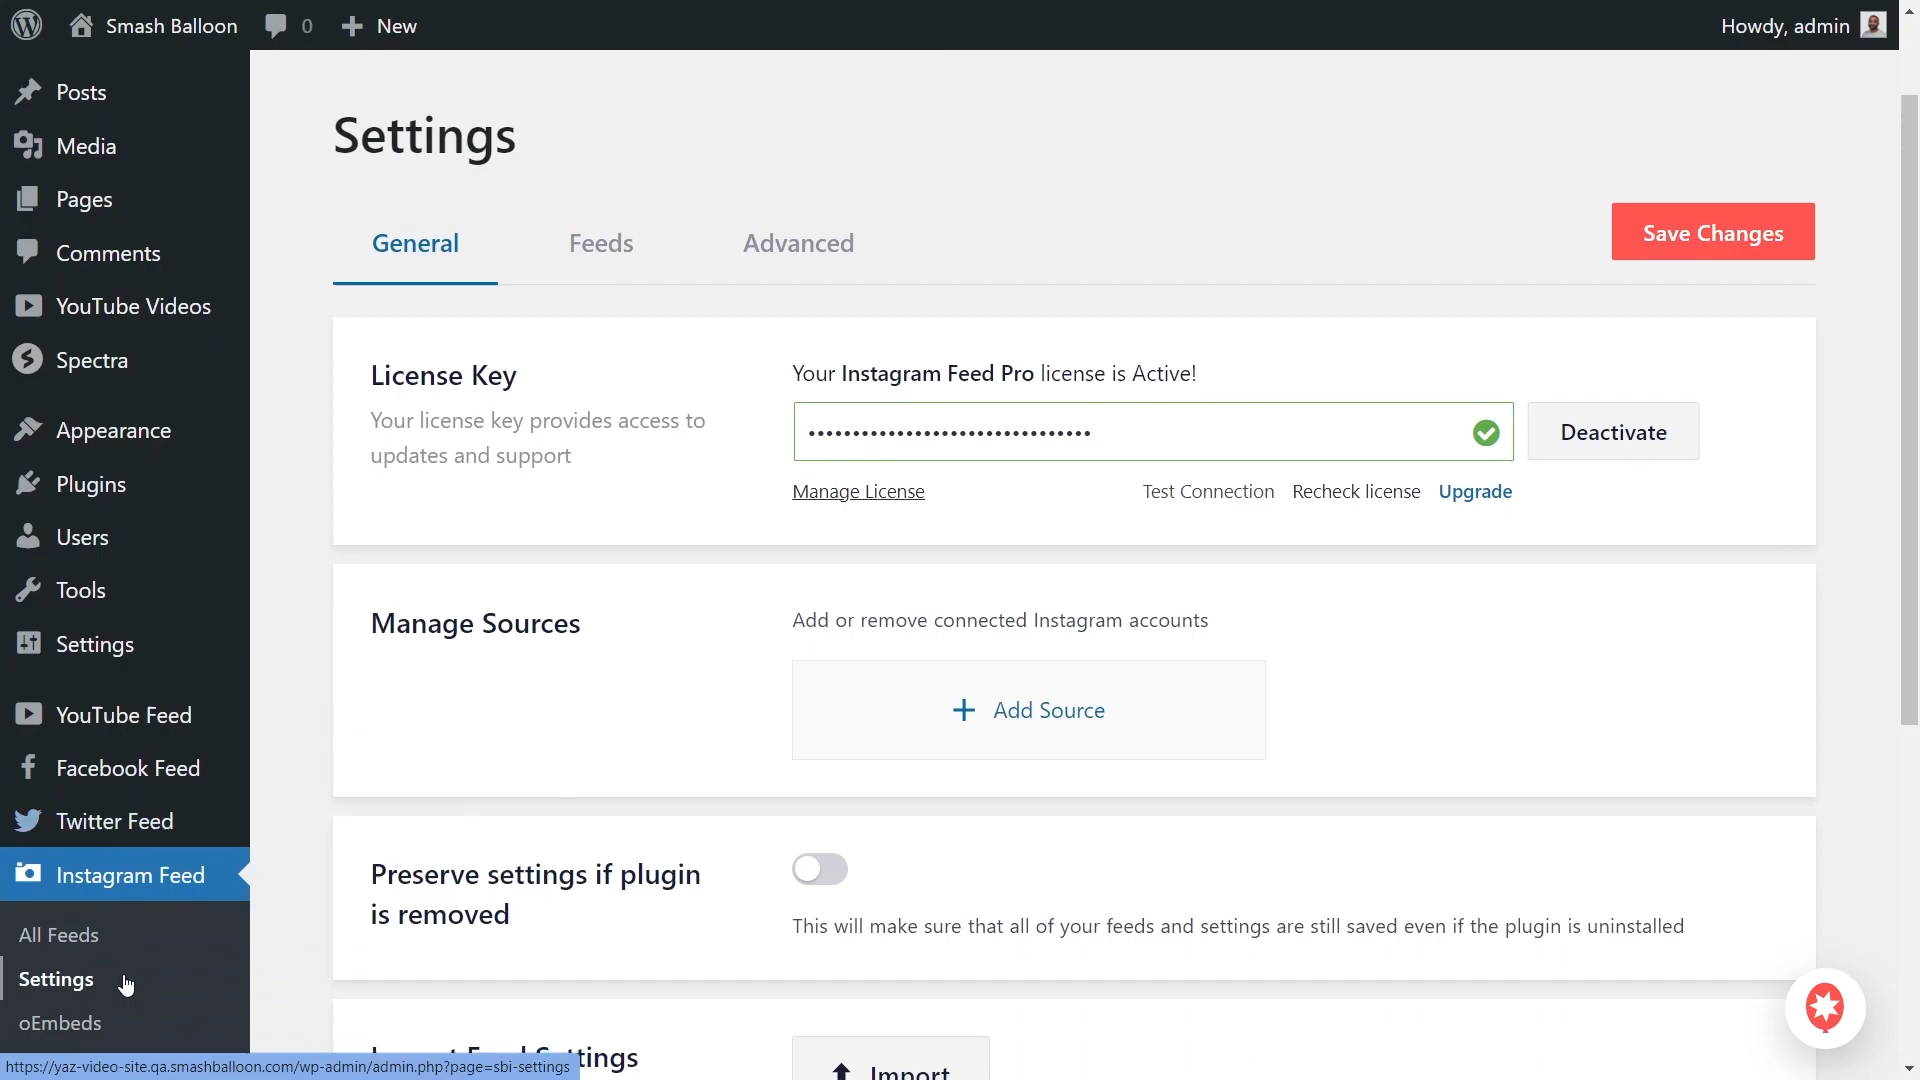 Smash Balloon
0
New
Howdy, admin
Posts
Media
Pages
Comments
YouTube Videos
Spectra
Appearance
Plugins
Users
Tools
Settings
YouTube Feed
Facebook Feed
Twitter Feed
Instagram Feed
All Feeds
Settings
oEmbeds
https://yaz-video-site.qa.smashballoon.com/wp-admin/admin.php?page=sbi-settings
Settings
General
Feeds
Advanced
Save Changes
License Key
Your license key provides access to
updates and support
Your Instagram Feed Pro license is Active!
••••••••••••••••••••••••••••••••
Deactivate
Manage License
Test Connection
Recheck license
Upgrade
Manage Sources
Add or remove connected Instagram accounts
+ Add Source
Preserve settings if plugin
is removed
This will make sure that all of your feeds and settings are still saved even if the plugin is uninstalled
Import